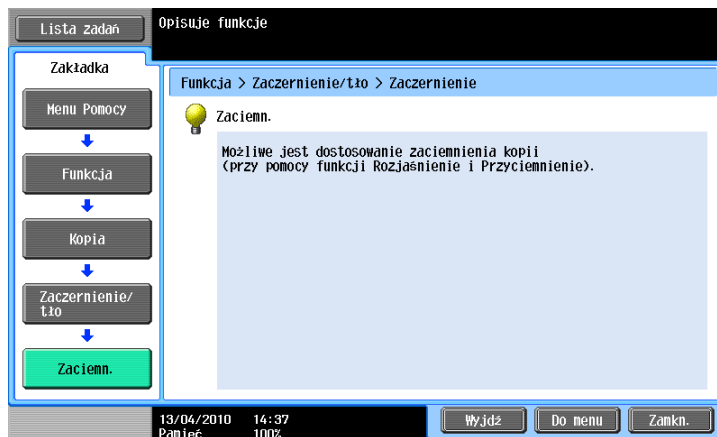 Lista zadań
Opisuje funkcje
Zakładka
Menu Pomocy
Funkcja
Kopia
Zaczernienie/
tło
Zaciemn.
Funkcja > Zaczernienie/tło > Zaczernienie
Zaciemn.
Możliwe jest dostosowanie zaciemnienia kopii
(przy pomocy funkcji Rozjaśnienie i Przyciemnienie).
13/04/2010 14:37
Pamięć 100%
Wyjdź
Do menu
Zamkn.